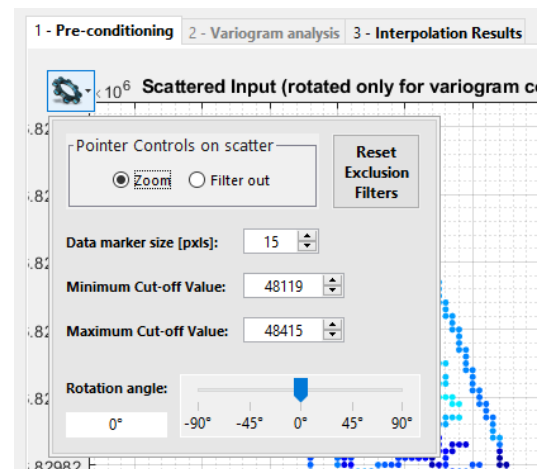 1 - Pre-conditioning 2 - Variogram analysis 3 - Interpolation Results
× 10⁶ Scattered Input (rotated only for variogram c
Pointer Controls on scatter
Zoom Filter out
Reset
Exclusion
Filters
Data marker size [pxls]: 15
Minimum Cut-off Value: 48119
Maximum Cut-off Value: 48415
Rotation angle:
0°
-90° -45° 0° 45° 90°
.82982